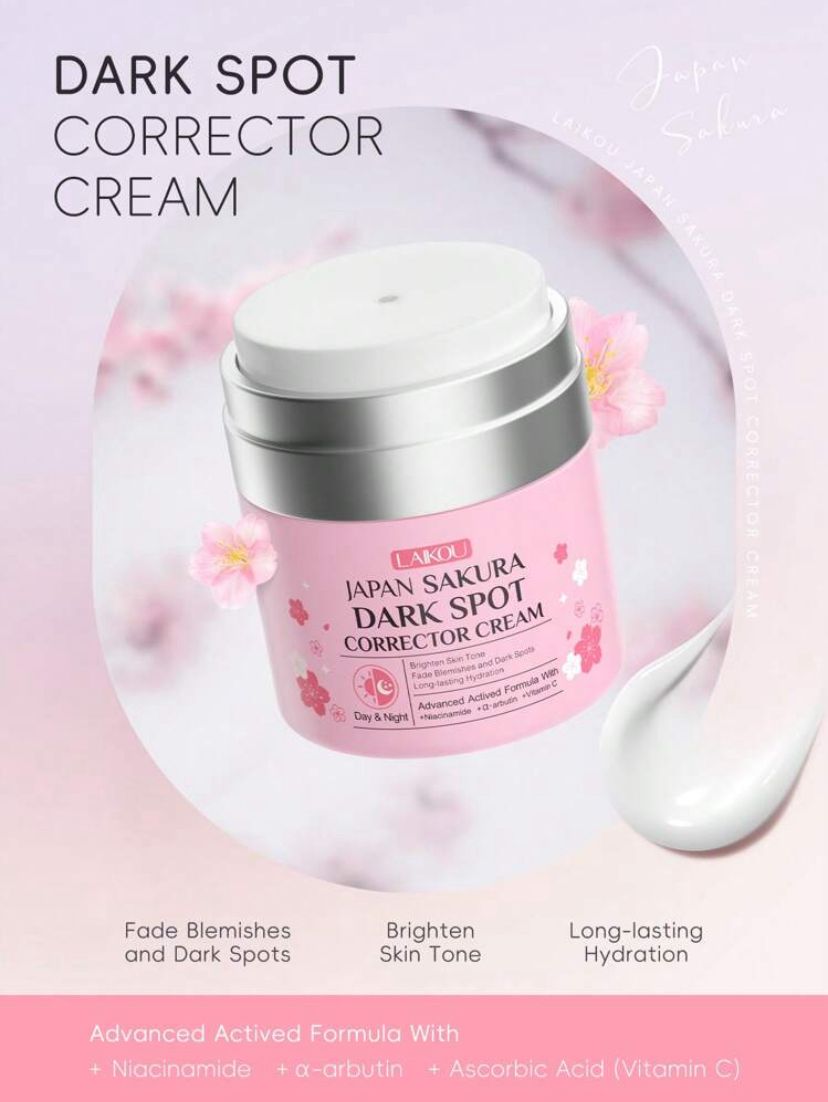 DARK SPOT
CORRECTOR
CREAM
Japan
Sakura
LAIKOU JAPAN SAKURA DARK SPOT CORRECTOR CREAM
LAIKOU
JAPAN SAKURA
DARK SPOT
CORRECTOR CREAM
Brighten Skin Tone
Fade Blemishes and Dark Spots
Long-lasting Hydration
Day & Night
Advanced Actived Formula With
+Niacinamide +α-arbutin +Vitamin C
Fade Blemishes
and Dark Spots
Brighten
Skin Tone
Long-lasting
Hydration
Advanced Actived Formula With
+ Niacinamide + α-arbutin + Ascorbic Acid (Vitamin C)